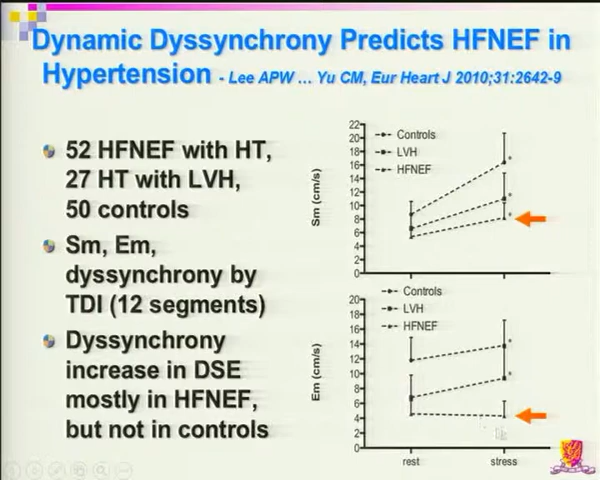 Dynamic Dyssynchrony Predicts HFNEF in
Hypertension - Lee APW ... Yu CM, Eur Heart J 2010;31:2642-9
52 HFNEF with HT,
27 HT with LVH,
50 controls
Sm, Em,
dyssynchrony by
TDI (12 segments)
Dyssynchrony
increase in DSE
mostly in HFNEF,
but not in controls
Sm (cm/s)
22
20
18
16
14
12
10
8
6
4
2
0
Controls
LVH
HFNEF
*
*
*
Em (cm/s)
20
18
16
14
12
10
8
6
4
2
0
Controls
LVH
HFNEF
*
*
rest
stress